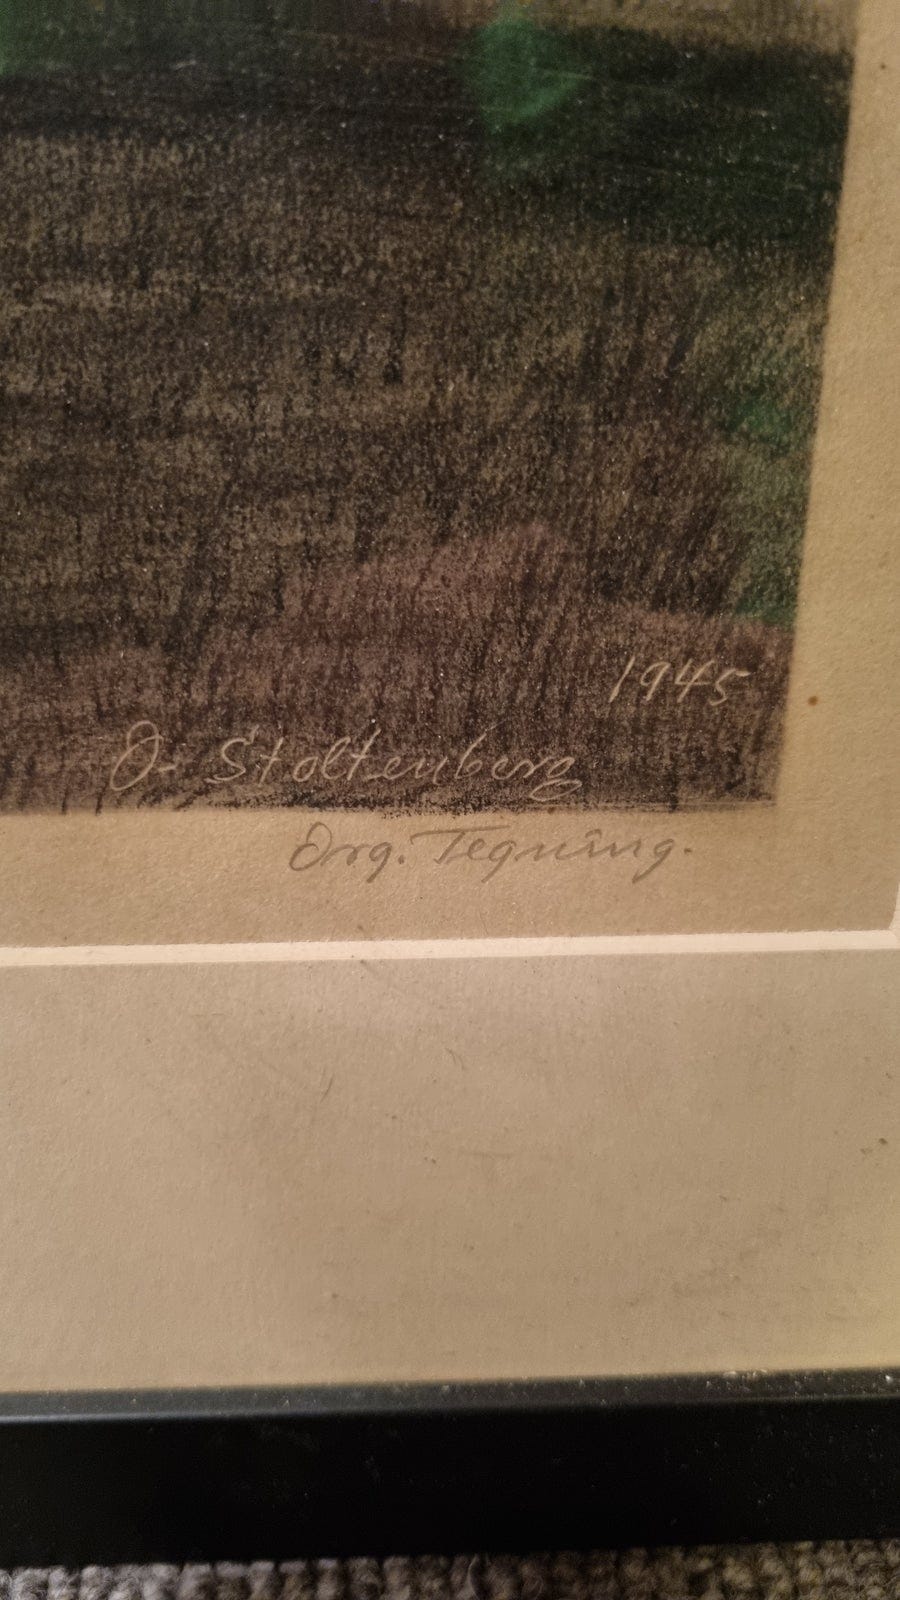 1945
O. Stoltenberg
Org. Tegning.